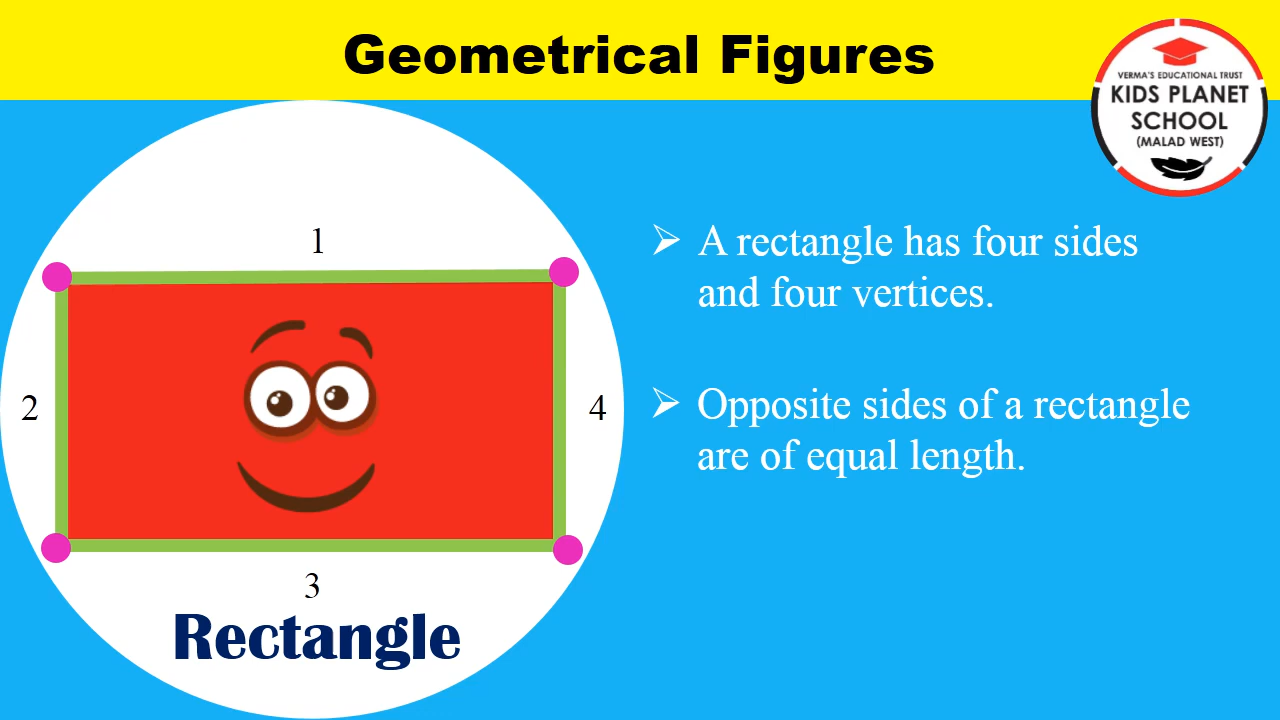 Geometrical Figures
VERMA'S EDUCATIONAL TRUST
KIDS PLANET
SCHOOL
(MALAD WEST)
1
2
4
3
Rectangle
➢ A rectangle has four sides
and four vertices.
➢ Opposite sides of a rectangle
are of equal length.